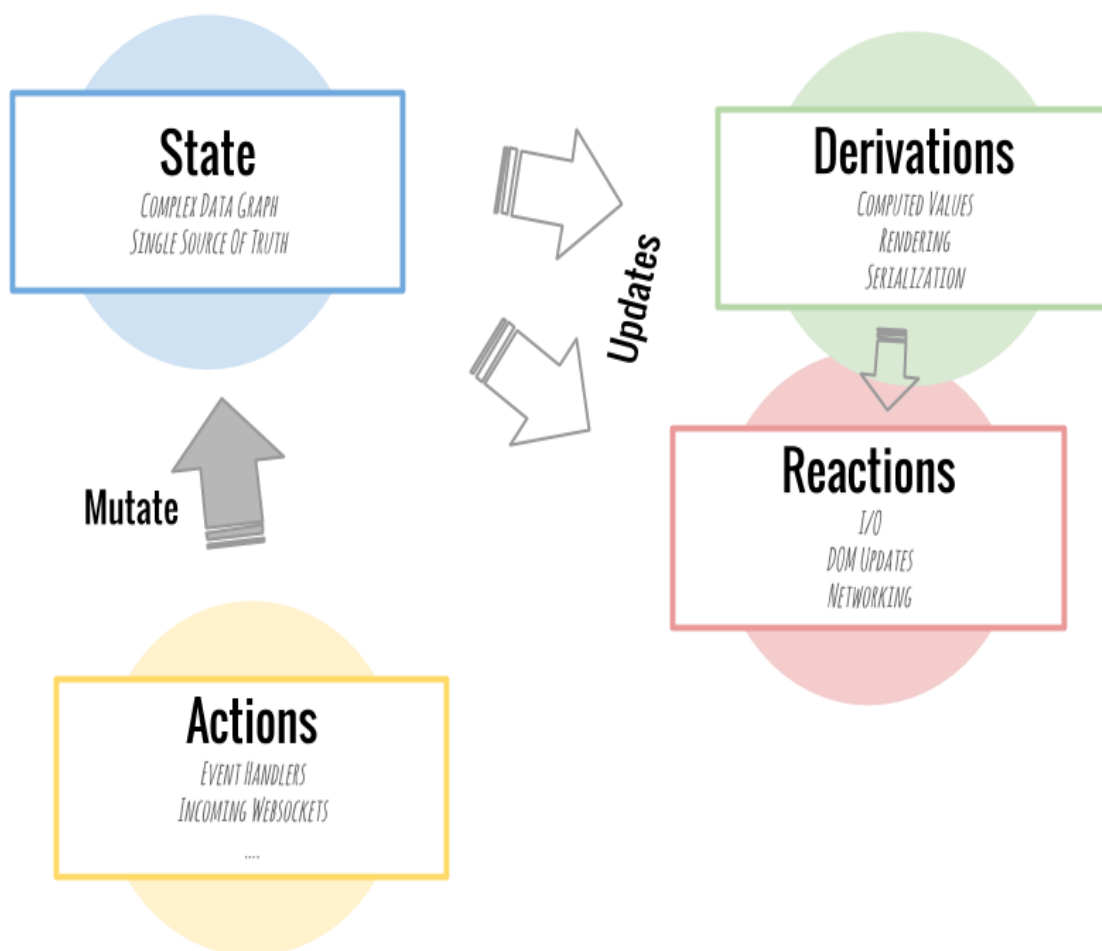 State
COMPLEX DATA GRAPH
SINGLE SOURCE OF TRUTH
Derivations
COMPUTED VALUES
RENDERING
SERIALIZATION
Updates
Mutate
Reactions
I/O
DOM UPDATES
NETWORKING
Actions
EVENT HANDLERS
INCOMING WEBSOCKETS
....